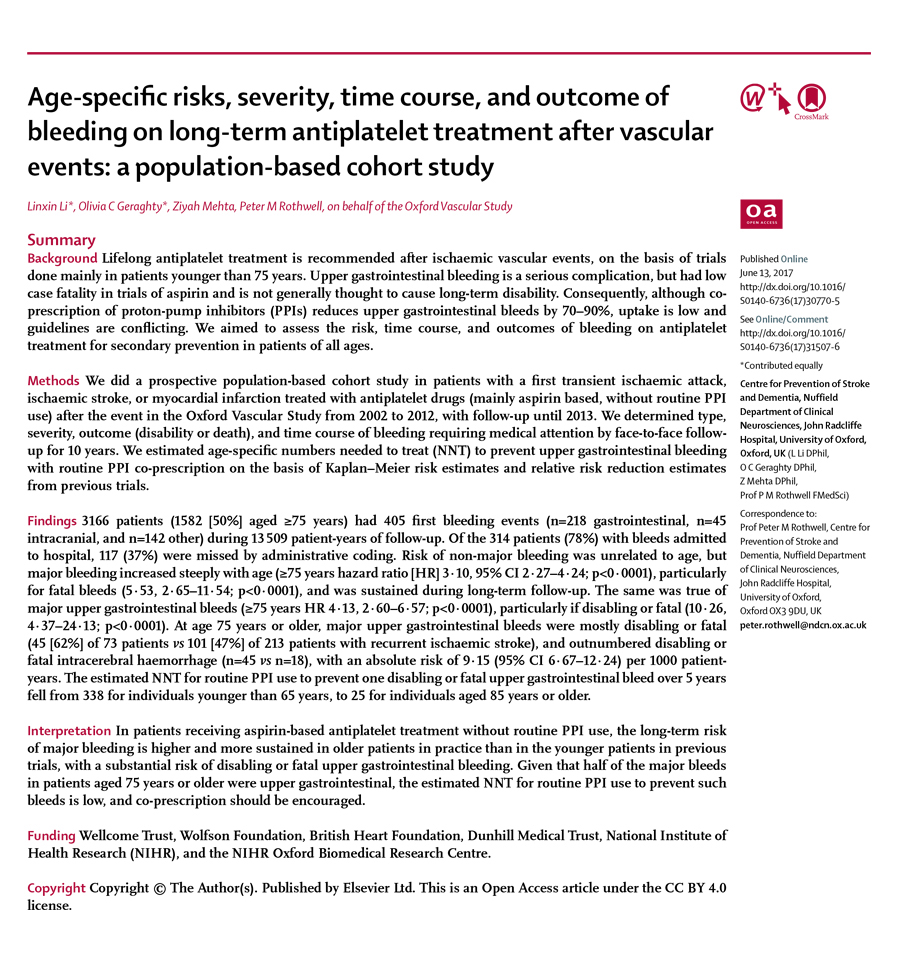 Age-specific risks, severity, time course, and outcome of
bleeding on long-term antiplatelet treatment after vascular
events: a population-based cohort study
Linxin Li*, Olivia C Geraghty*, Ziyah Mehta, Peter M Rothwell, on behalf of the Oxford Vascular Study
Summary
Background Lifelong antiplatelet treatment is recommended after ischaemic vascular events, on the basis of trials
done mainly in patients younger than 75 years. Upper gastrointestinal bleeding is a serious complication, but had low
case fatality in trials of aspirin and is not generally thought to cause long-term disability. Consequently, although co-
prescription of proton-pump inhibitors (PPIs) reduces upper gastrointestinal bleeds by 70–90%, uptake is low and
guidelines are conflicting. We aimed to assess the risk, time course, and outcomes of bleeding on antiplatelet
treatment for secondary prevention in patients of all ages.
Methods We did a prospective population-based cohort study in patients with a first transient ischaemic attack,
ischaemic stroke, or myocardial infarction treated with antiplatelet drugs (mainly aspirin based, without routine PPI
use) after the event in the Oxford Vascular Study from 2002 to 2012, with follow-up until 2013. We determined type,
severity, outcome (disability or death), and time course of bleeding requiring medical attention by face-to-face follow-
up for 10 years. We estimated age-specific numbers needed to treat (NNT) to prevent upper gastrointestinal bleeding
with routine PPI co-prescription on the basis of Kaplan–Meier risk estimates and relative risk reduction estimates
from previous trials.
Findings 3166 patients (1582 [50%] aged ≥75 years) had 405 first bleeding events (n=218 gastrointestinal, n=45
intracranial, and n=142 other) during 13 509 patient-years of follow-up. Of the 314 patients (78%) with bleeds admitted
to hospital, 117 (37%) were missed by administrative coding. Risk of non-major bleeding was unrelated to age, but
major bleeding increased steeply with age (≥75 years hazard ratio [HR] 3·10, 95% CI 2·27–4·24; p<0·0001), particularly
for fatal bleeds (5·53, 2·65–11·54; p<0·0001), and was sustained during long-term follow-up. The same was true of
major upper gastrointestinal bleeds (≥75 years HR 4·13, 2·60–6·57; p<0·0001), particularly if disabling or fatal (10·26,
4·37–24·13; p<0·0001). At age 75 years or older, major upper gastrointestinal bleeds were mostly disabling or fatal
(45 [62%] of 73 patients vs 101 [47%] of 213 patients with recurrent ischaemic stroke), and outnumbered disabling or
fatal intracerebral haemorrhage (n=45 vs n=18), with an absolute risk of 9·15 (95% CI 6·67–12·24) per 1000 patient-
years. The estimated NNT for routine PPI use to prevent one disabling or fatal upper gastrointestinal bleed over 5 years
fell from 338 for individuals younger than 65 years, to 25 for individuals aged 85 years or older.
Interpretation In patients receiving aspirin-based antiplatelet treatment without routine PPI use, the long-term risk
of major bleeding is higher and more sustained in older patients in practice than in the younger patients in previous
trials, with a substantial risk of disabling or fatal upper gastrointestinal bleeding. Given that half of the major bleeds
in patients aged 75 years or older were upper gastrointestinal, the estimated NNT for routine PPI use to prevent such
bleeds is low, and co-prescription should be encouraged.
Funding Wellcome Trust, Wolfson Foundation, British Heart Foundation, Dunhill Medical Trust, National Institute of
Health Research (NIHR), and the NIHR Oxford Biomedical Research Centre.
Copyright Copyright © The Author(s). Published by Elsevier Ltd. This is an Open Access article under the CC BY 4.0
license.
W
CrossMark
oa
OPEN ACCESS
Published Online
June 13, 2017
http://dx.doi.org/10.1016/
S0140-6736(17)30770-5
See Online/Comment
http://dx.doi.org/10.1016/
S0140-6736(17)31507-6
*Contributed equally
Centre for Prevention of Stroke
and Dementia, Nuffield
Department of Clinical
Neurosciences, John Radcliffe
Hospital, University of Oxford,
Oxford, UK (L Li DPhil,
O C Geraghty DPhil,
Z Mehta DPhil,
Prof P M Rothwell FMedSci)
Correspondence to:
Prof Peter M Rothwell, Centre for
Prevention of Stroke and
Dementia, Nuffield Department
of Clinical Neurosciences,
John Radcliffe Hospital,
University of Oxford,
Oxford OX3 9DU, UK
peter.rothwell@ndcn.ox.ac.uk